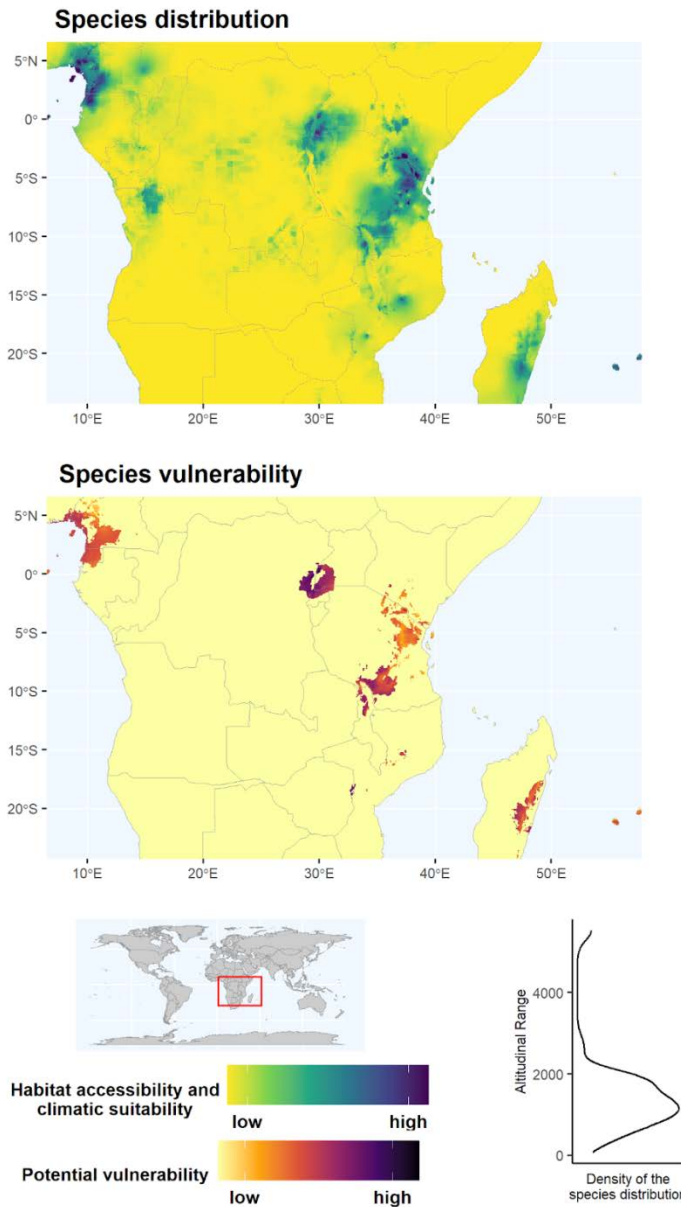 Species distribution
5°N
0°
5°S
10°S
15°S
20°S
10°E 20°E 30°E 40°E 50°E
Species vulnerability
5°N
0°
5°S
10°S
15°S
20°S
10°E 20°E 30°E 40°E 50°E
Habitat accessibility and
climatic suitability
low high
Potential vulnerability
low high
Altitudinal Range
4000
2000
0
Density of the
species distribution